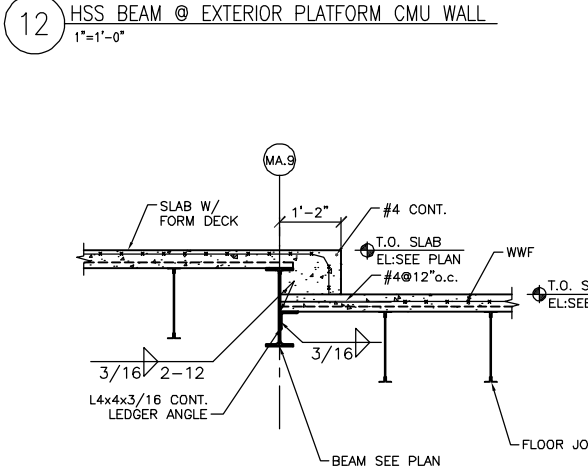 12
HSS BEAM @ EXTERIOR PLATFORM CMU WALL
1"=1'-0"
MA.9
SLAB W/
FORM DECK
1'-2"
#4 CONT.
T.O. SLAB
EL:SEE PLAN
WWF
#4@12"o.c.
T.O. S
EL:SEE
3/16
2-12
3/16
L4x4x3/16 CONT.
LEDGER ANGLE
FLOOR JO
BEAM SEE PLAN